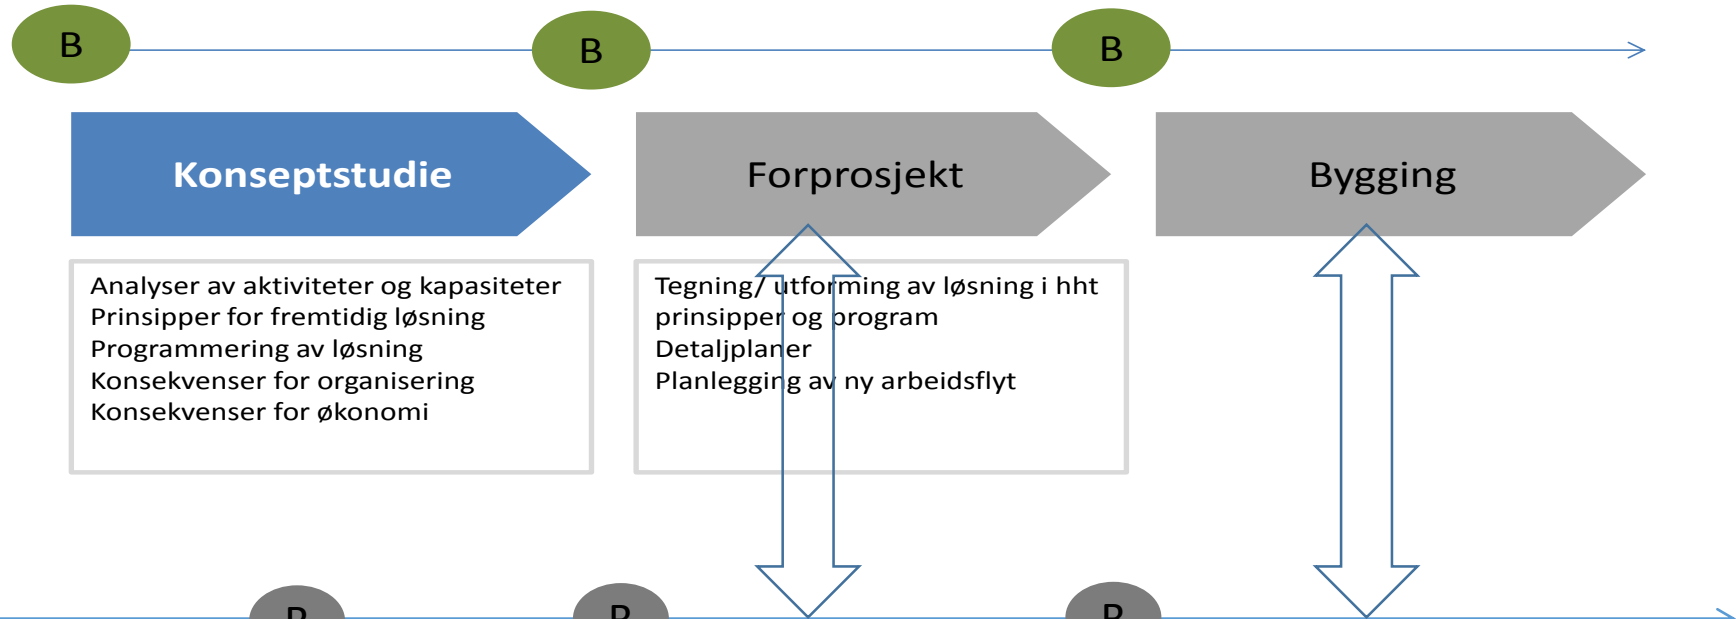 B B B
Konseptstudie
Forprosjekt
Bygging
Analyser av aktiviteter og kapasiteter
Prinsipper for fremtidig løsning
Programmering av løsning
Konsekvenser for organisering
Konsekvenser for økonomi
Tegning/ utforming av løsning i hht
prinsipper og program
Detaljplaner
Planlegging av ny arbeidsflyt